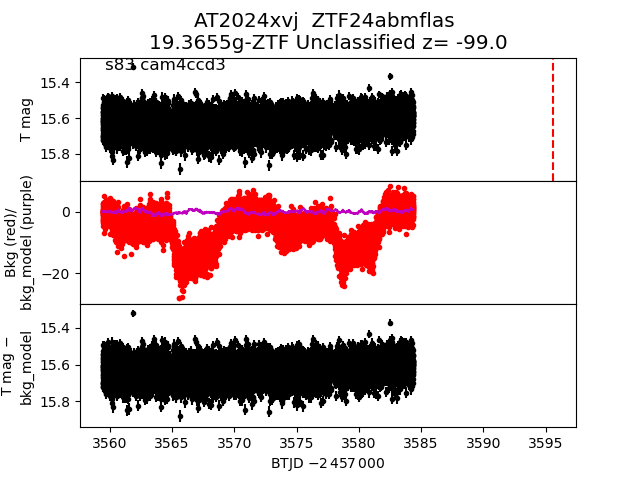 AT2024xvj  ZTF24abmflas
19.3655g-ZTF Unclassified z= -99.0
s83 cam4ccd3
T mag
15.4
15.6
15.8
Bkg (red)/
bkg_model (purple)
0
−20
T mag −
bkg_model
15.4
15.6
15.8
3560 3565 3570 3575 3580 3585 3590 3595
BTJD −2 457 000